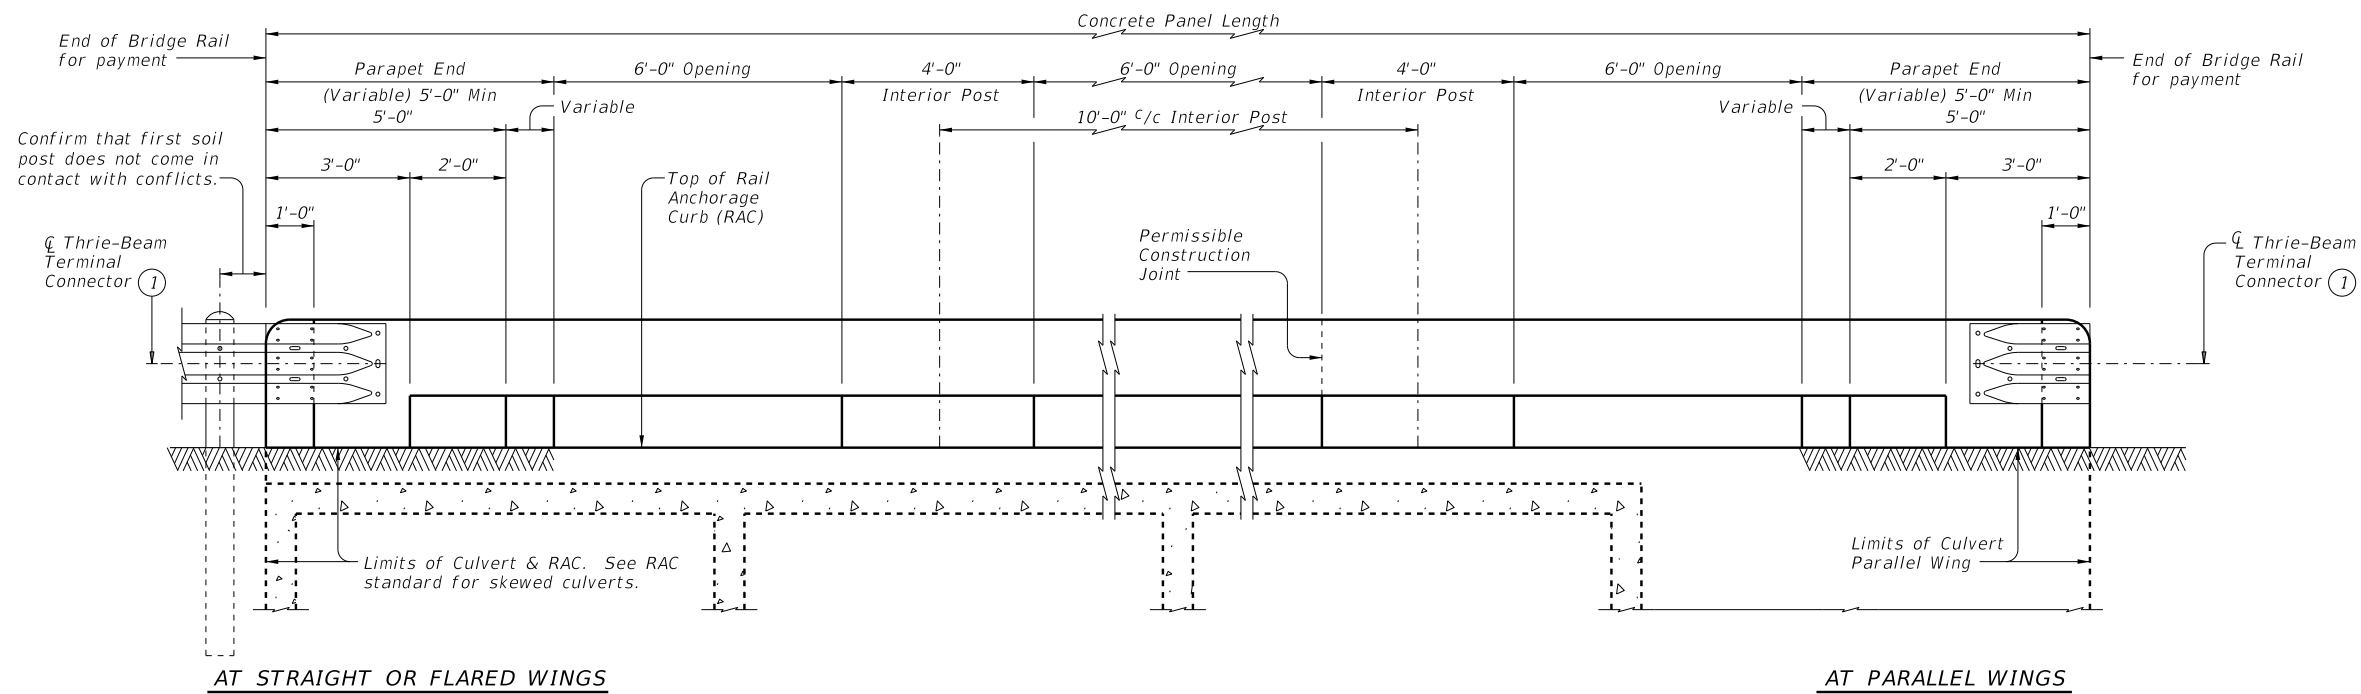 Concrete Panel Length
End of Bridge Rail
for payment
Parapet End
(Variable) 5'-0" Min
6'-0" Opening
4'-0"
Interior Post
6'-0" Opening
4'-0"
Interior Post
6'-0" Opening
Parapet End
(Variable) 5'-0" Min
End of Bridge Rail
for payment
5'-0"
Variable
10'-0" c/c Interior Post
Variable
5'-0"
Confirm that first soil
post does not come in
contact with conflicts.
3'-0"
2'-0"
Top of Rail
Anchorage
Curb (RAC)
2'-0"
3'-0"
1'-0"
1'-0"
℄ Thrie-Beam
Terminal
Connector 1
Permissible
Construction
Joint
℄ Thrie-Beam
Terminal
Connector 1
Limits of Culvert & RAC. See RAC
standard for skewed culverts.
Limits of Culvert
Parallel Wing
AT STRAIGHT OR FLARED WINGS
AT PARALLEL WINGS